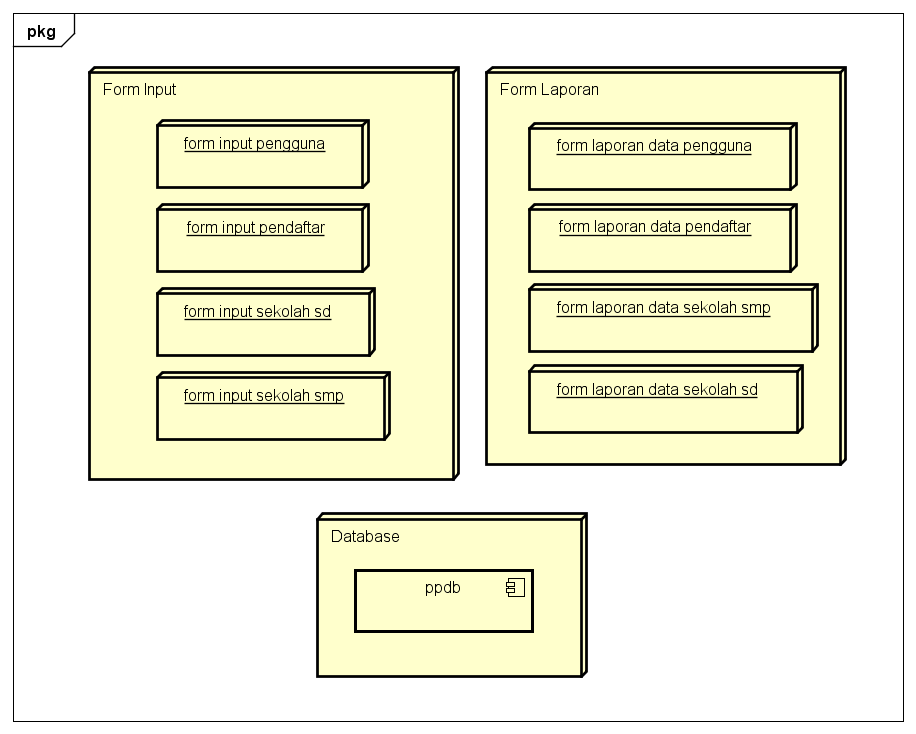 pkg
Form Input
form input pengguna
form input pendaftar
form input sekolah sd
form input sekolah smp
Form Laporan
form laporan data pengguna
form laporan data pendaftar
form laporan data sekolah smp
form laporan data sekolah sd
Database
ppdb